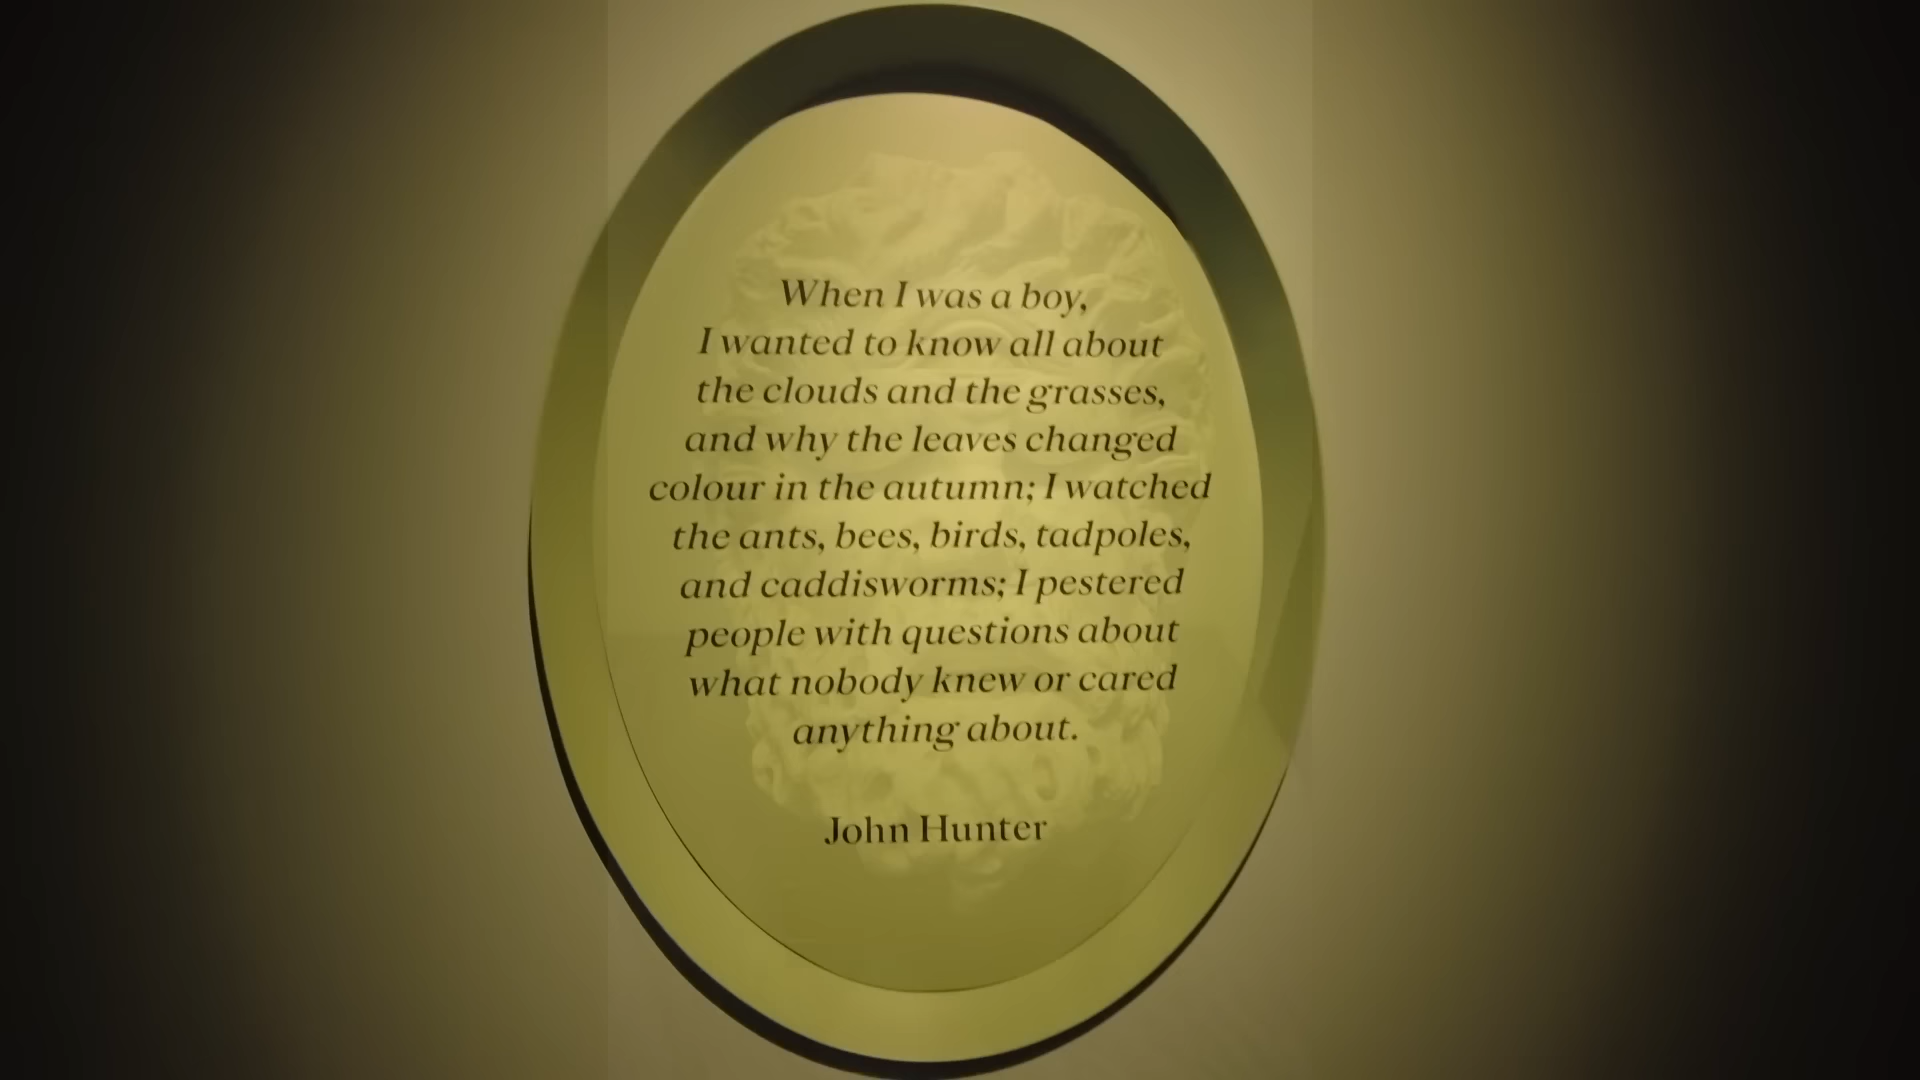 When I was a boy,
I wanted to know all about
the clouds and the grasses,
and why the leaves changed
colour in the autumn; I watched
the ants, bees, birds, tadpoles,
and caddisworms; I pestered
people with questions about
what nobody knew or cared
anything about.
John Hunter